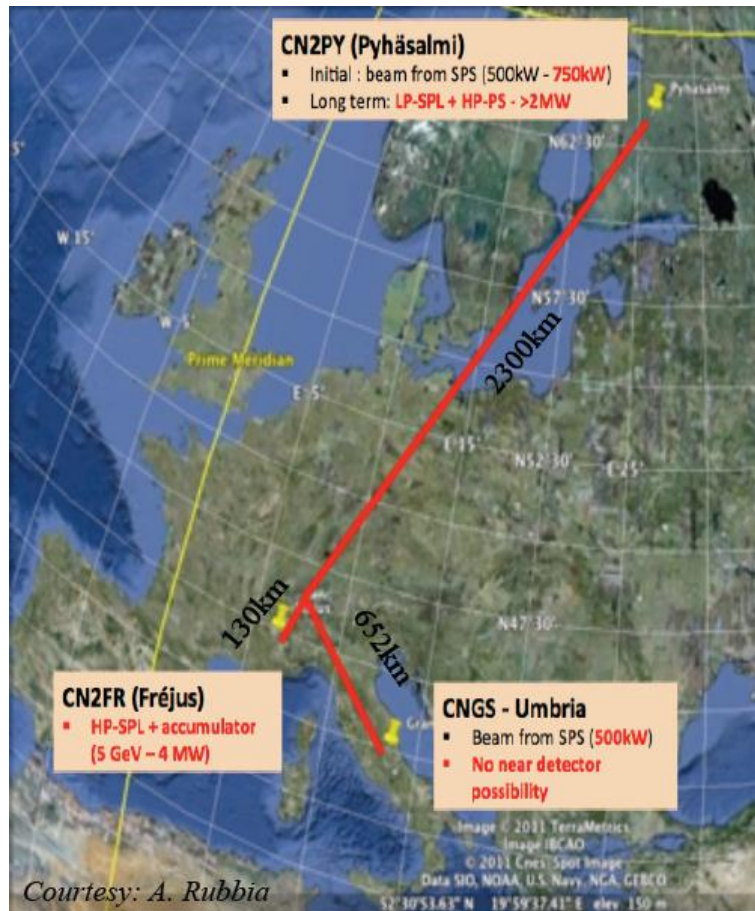 CN2PY (Pyhäsalmi)
▪ Initial : beam from SPS (500kW - 750kW)
▪ Long term: LP-SPL + HP-PS - >2MW
Pyhäsalmi
N62°30'
W 15°
N57°30'
W 5°
Prime Meridian
2300km
E 5°
E 15°
N52°30'
E 25°
130km
N47°30'
652km
CN2FR (Fréjus)
▪ HP-SPL + accumulator
(5 GeV – 4 MW)
CNGS - Umbria
▪ Beam from SPS (500kW)
▪ No near detector
possibility
Gran
Image © 2011 TerraMetrics
Image IBCAO
© 2011 Cnes/Spot Image
Data SIO, NOAA, U.S. Navy, NGA, GEBCO
Courtesy: A. Rubbia
52°30'53.63" N 19°59'37.41" E elev 150 m